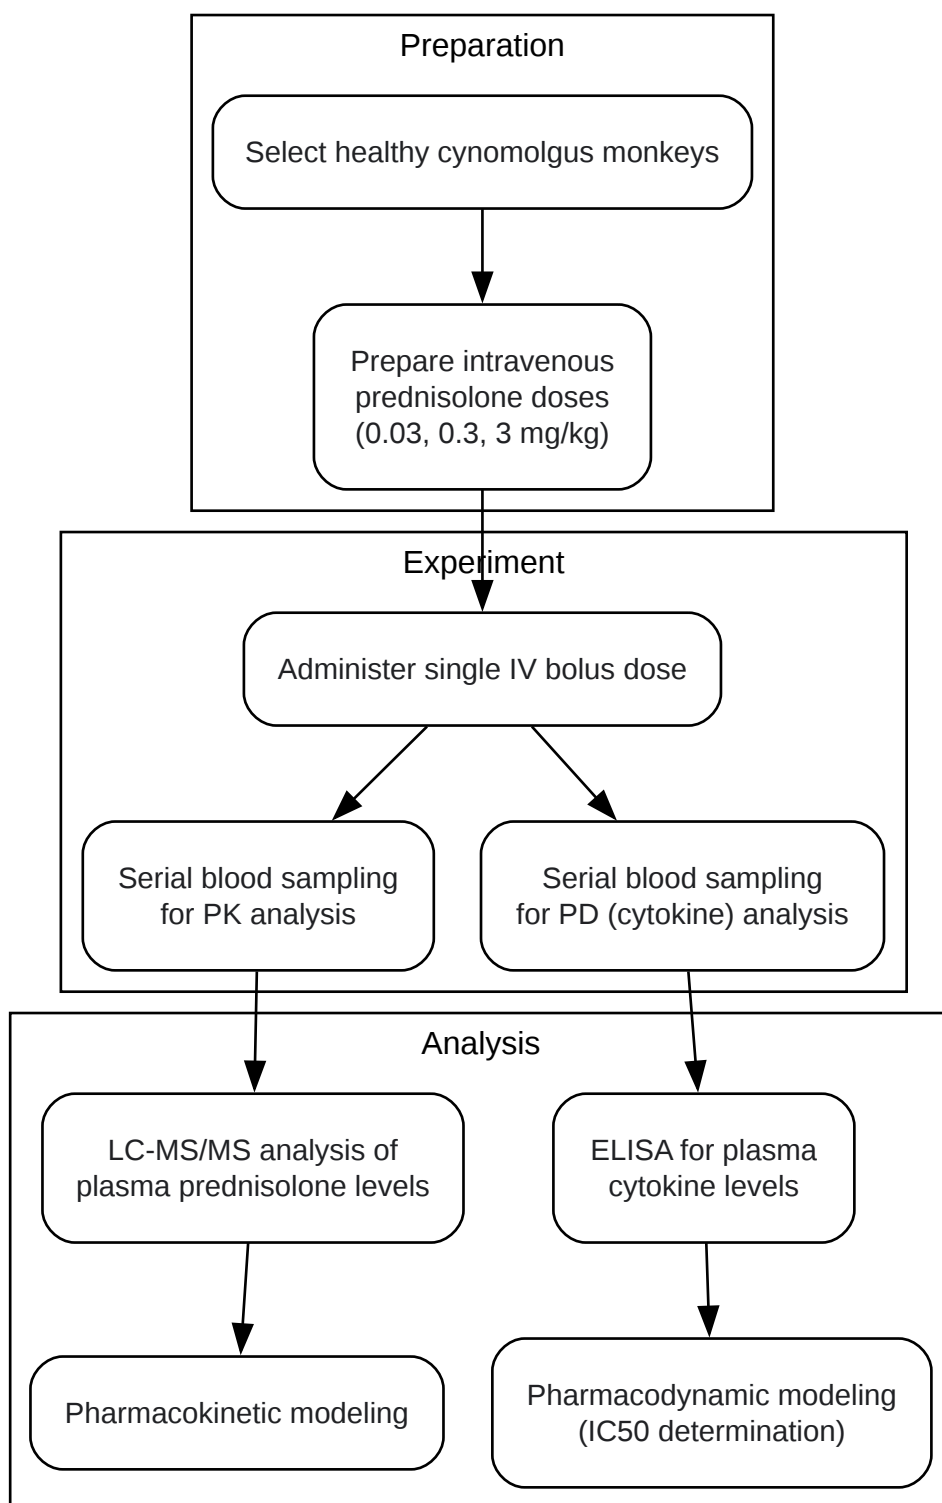 Preparation
Select healthy cynomolgus monkeys
Prepare intravenous
prednisolone doses
(0.03, 0.3, 3 mg/kg)
Experiment
Administer single IV bolus dose
Serial blood sampling
for PK analysis
Serial blood sampling
for PD (cytokine) analysis
Analysis
LC-MS/MS analysis of
plasma prednisolone levels
ELISA for plasma
cytokine levels
Pharmacokinetic modeling
Pharmacodynamic modeling
(IC50 determination)